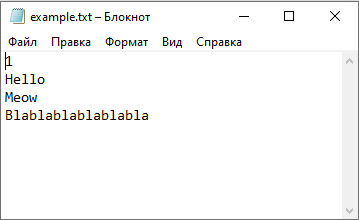 example.txt – Блокнот
Файл Правка Формат Вид Справка
1
Hello
Meow
Blablablablablabla